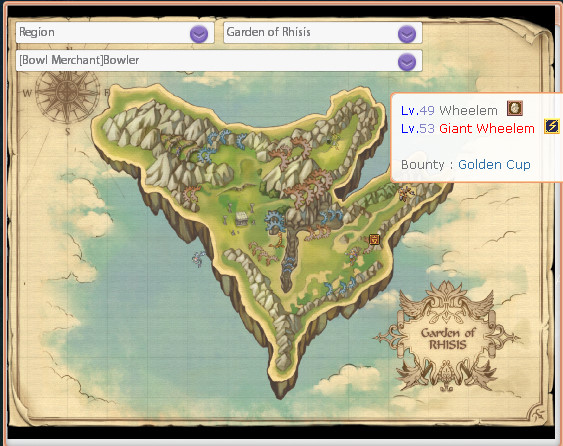 Region
Garden of Rhisis
[Bowl Merchant]Bowler
W
E
S
Lv.49 Wheelem
Lv.53 Giant Wheelem
Bounty : Golden Cup
Garden of
RHISIS